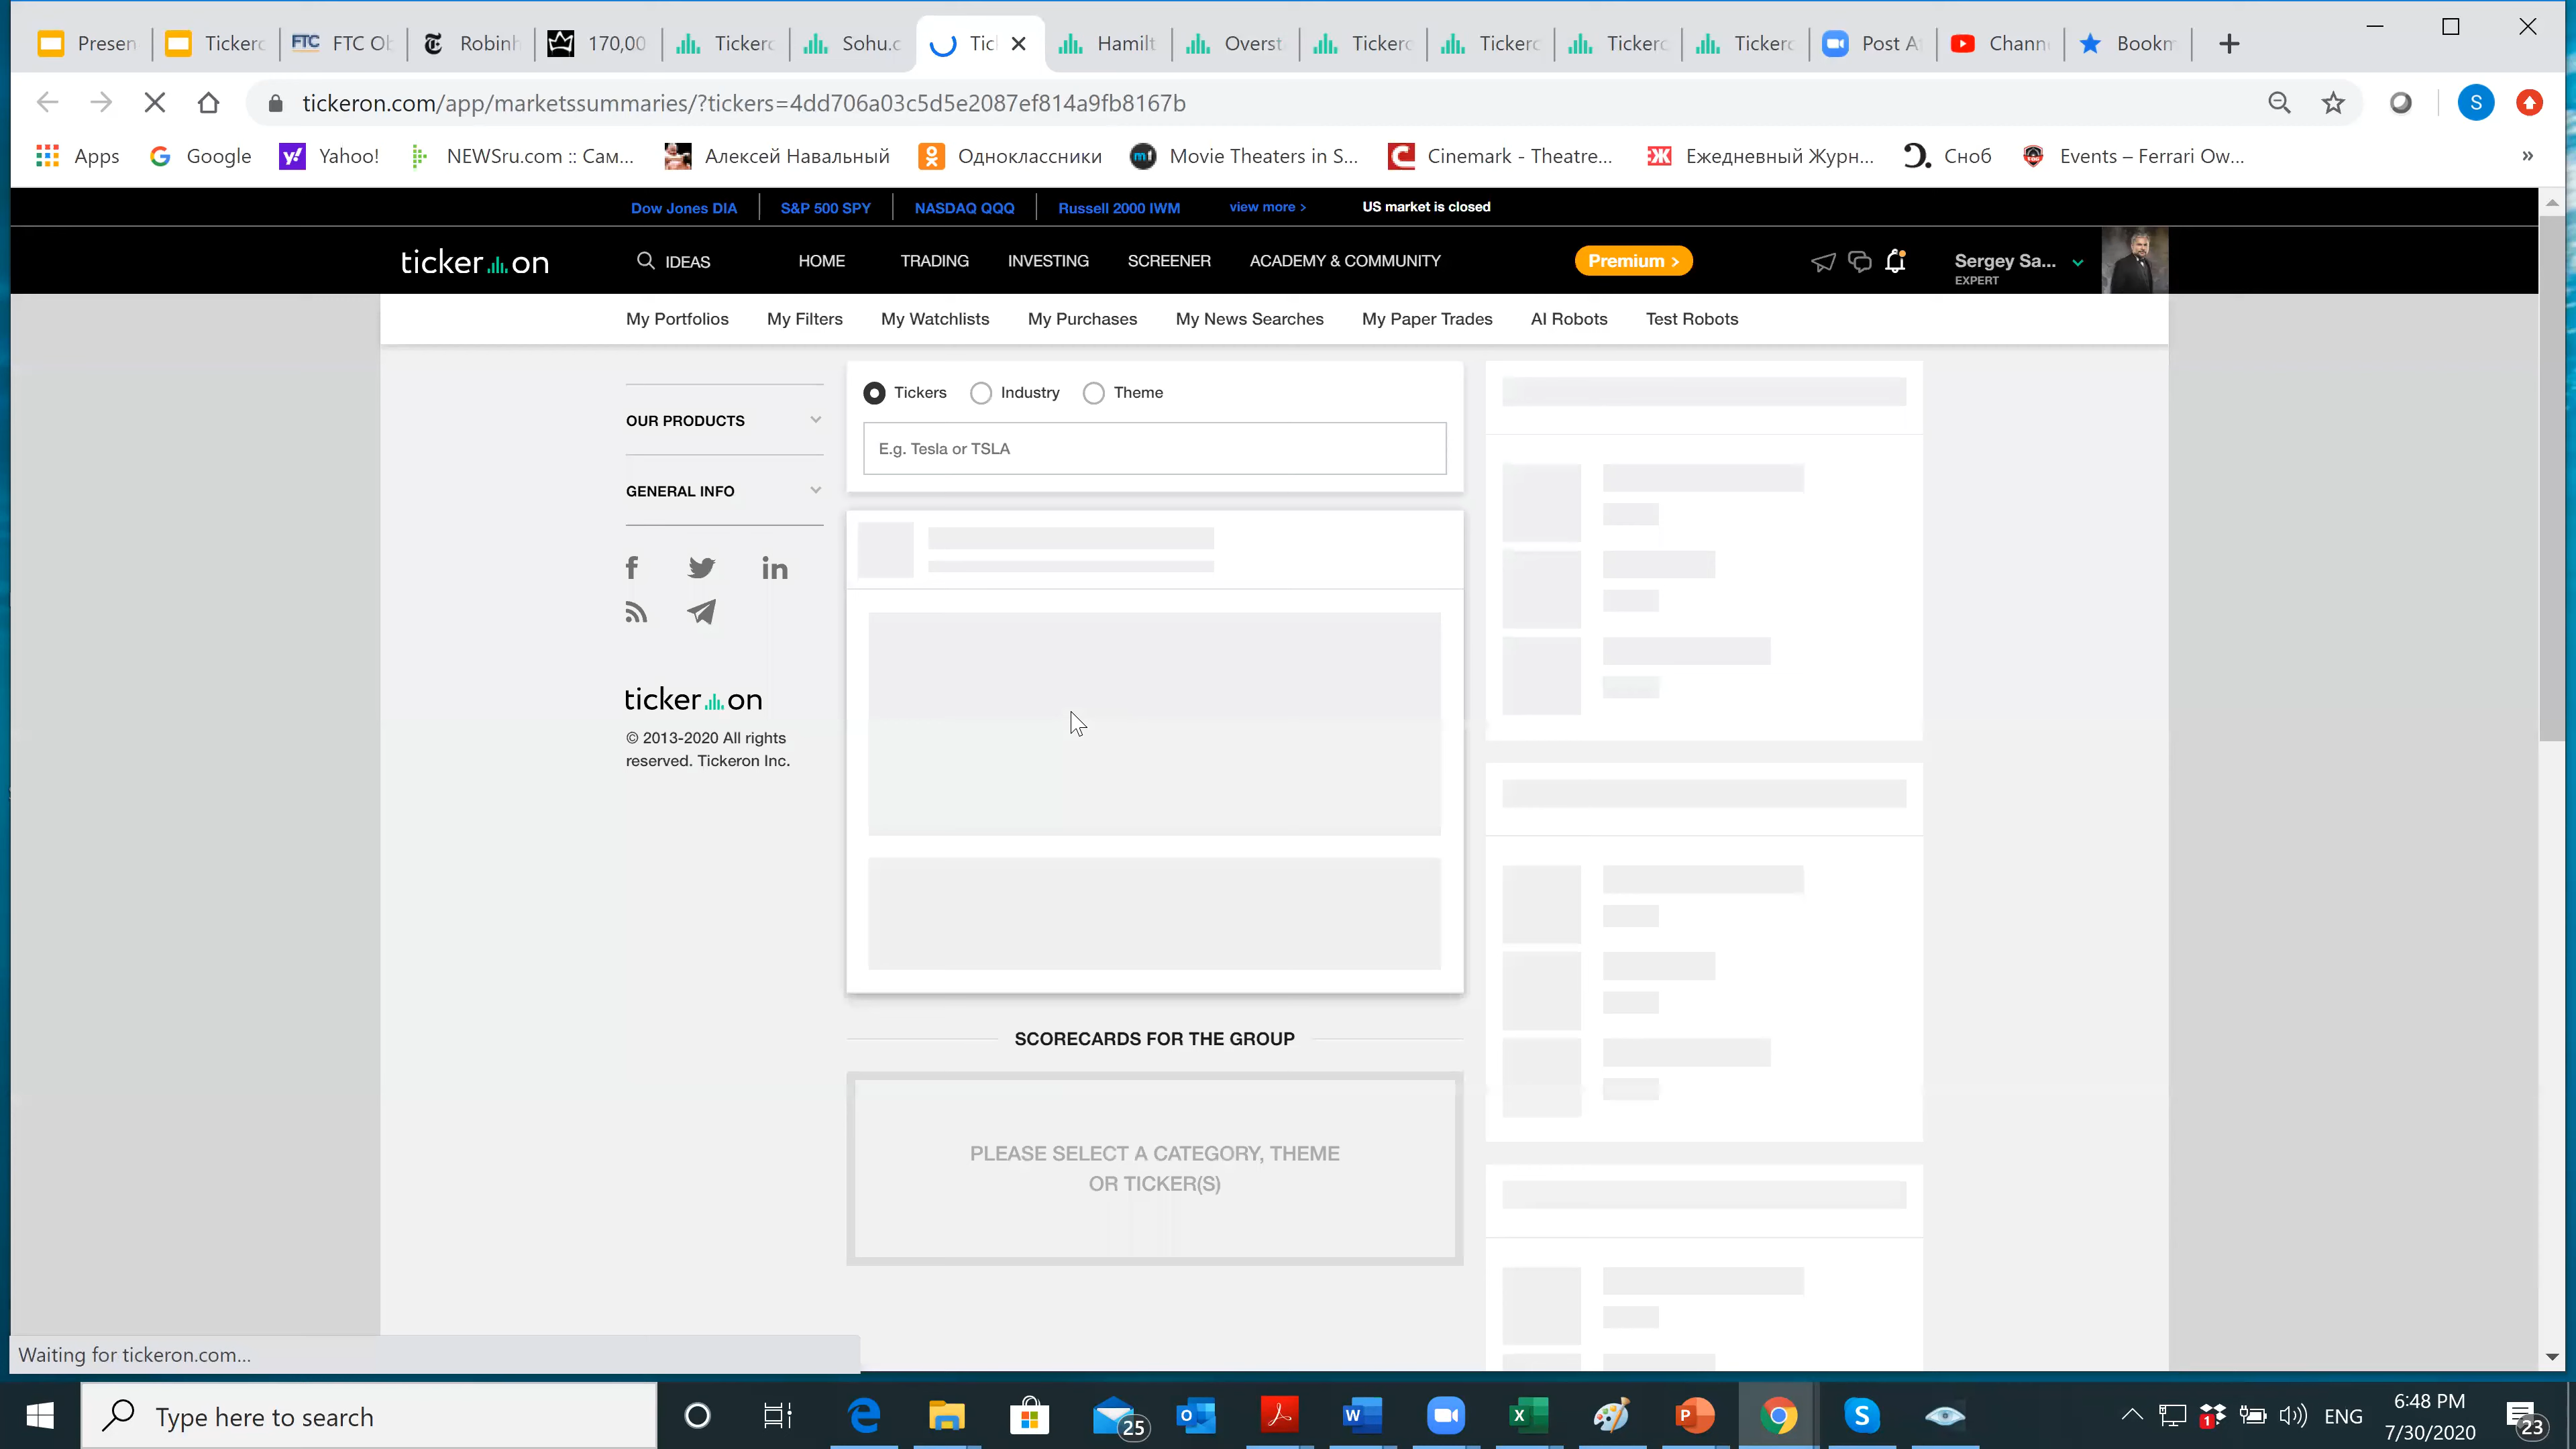 Presen
Tickerc
FTC FTC Ob
Robinh
170,00
Tickerc
Sohu.c
Tic
Hamilt
Overst
Tickerc
Tickerc
Tickerc
Tickerc
Post A
Chann
Bookm
tickeron.com/app/marketssummaries/?tickers=4dd706a03c5d5e2087ef814a9fb8167b
S
Apps
Google
Yahoo!
NEWSru.com :: Сам...
Алексей Навальный
Одноклассники
Movie Theaters in S...
Cinemark - Theatre...
Ежедневный Журн...
Сноб
Events – Ferrari Ow...
»
Dow Jones DIA
S&P 500 SPY
NASDAQ QQQ
Russell 2000 IWM
view more >
US market is closed
tickeron
IDEAS
HOME
TRADING
INVESTING
SCREENER
ACADEMY & COMMUNITY
Premium >
Sergey Sa...
EXPERT
My Portfolios
My Filters
My Watchlists
My Purchases
My News Searches
My Paper Trades
AI Robots
Test Robots
OUR PRODUCTS
GENERAL INFO
tickeron
© 2013-2020 All rights
reserved. Tickeron Inc.
Tickers
Industry
Theme
E.g. Tesla or TSLA
SCORECARDS FOR THE GROUP
PLEASE SELECT A CATEGORY, THEME
OR TICKER(S)
Waiting for tickeron.com...
Type here to search
25
1
ENG
6:48 PM
7/30/2020
23